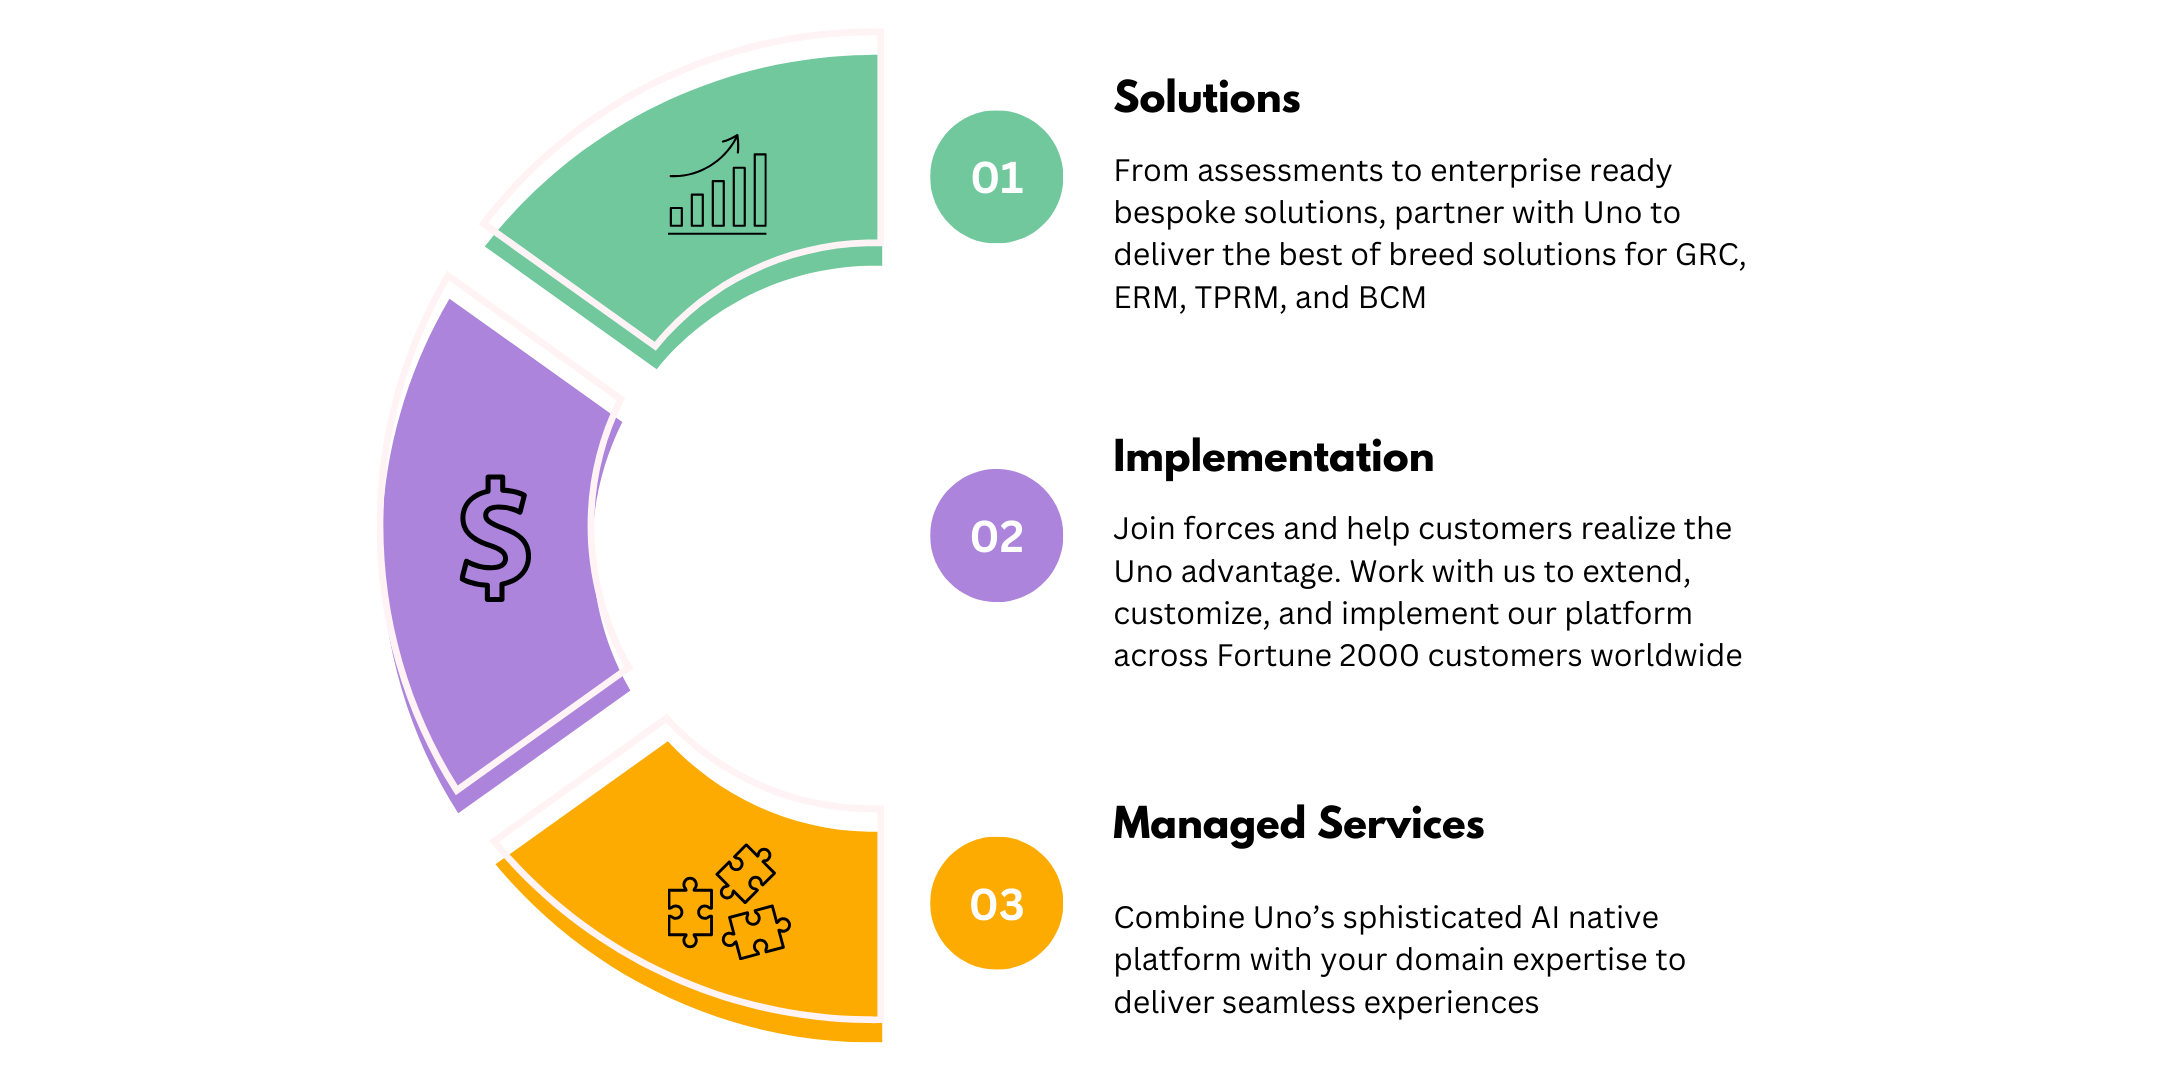 01
Solutions
From assessments to enterprise ready
bespoke solutions, partner with Uno to
deliver the best of breed solutions for GRC,
ERM, TPRM, and BCM
02
Implementation
Join forces and help customers realize the
Uno advantage. Work with us to extend,
customize, and implement our platform
across Fortune 2000 customers worldwide
03
Managed Services
Combine Uno’s sphisticated AI native
platform with your domain expertise to
deliver seamless experiences
$